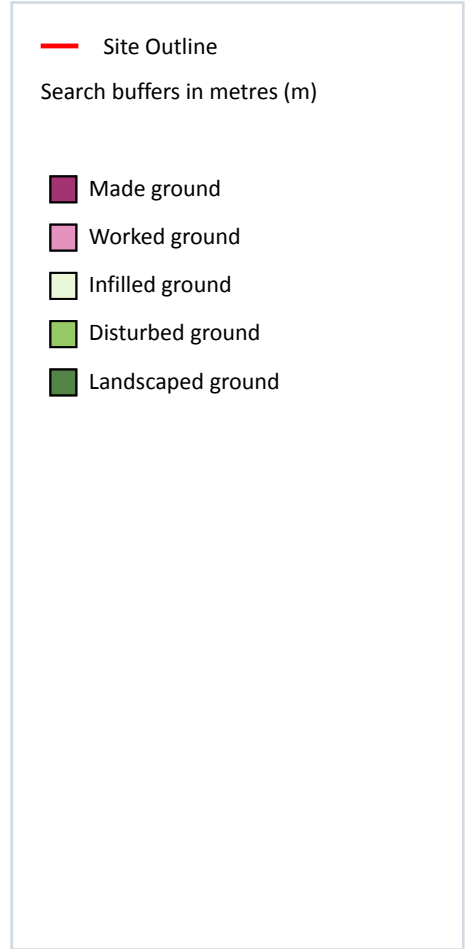 Site Outline
Search buffers in metres (m)
Made ground
Worked ground
Infilled ground
Disturbed ground
Landscaped ground